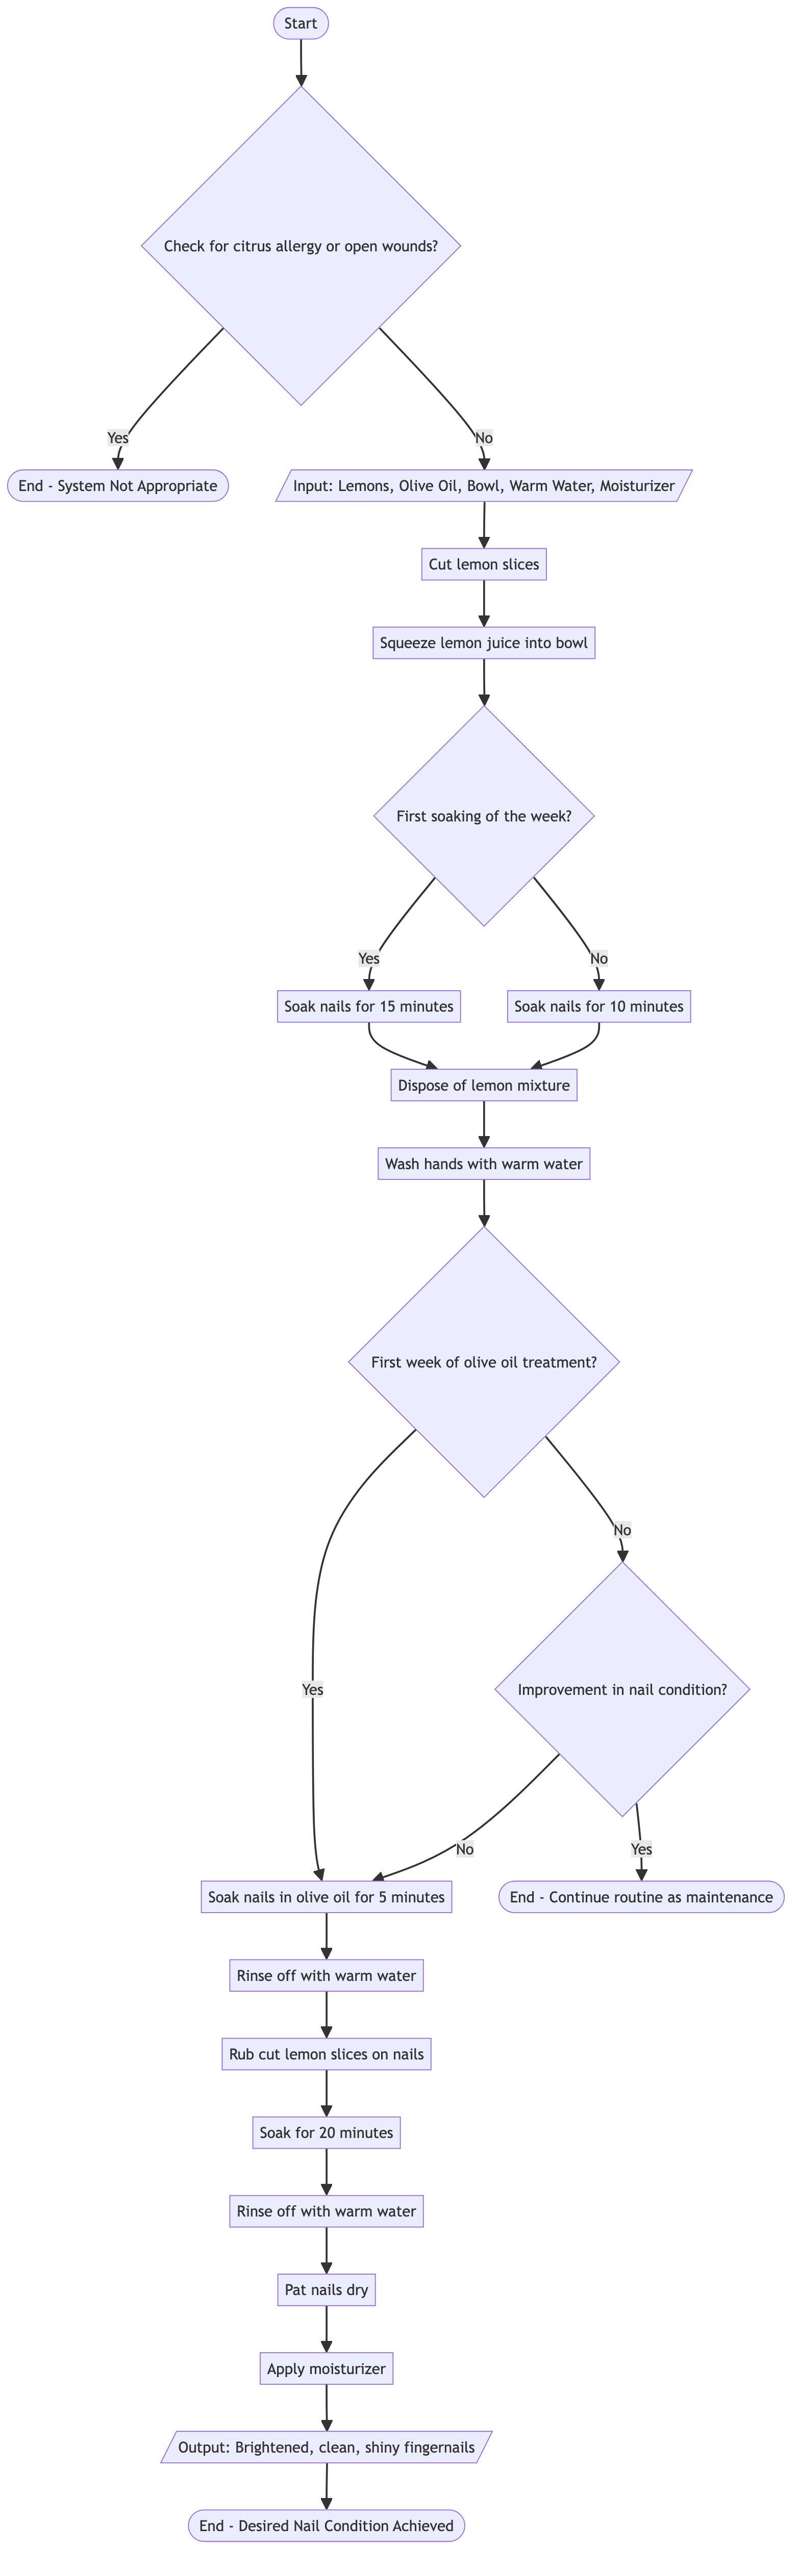 Start
Check for citrus allergy or open wounds?
Yes
No
End - System Not Appropriate
Input: Lemons, Olive Oil, Bowl, Warm Water, Moisturizer
Cut lemon slices
Squeeze lemon juice into bowl
First soaking of the week?
Yes
No
Soak nails for 15 minutes
Soak nails for 10 minutes
Dispose of lemon mixture
Wash hands with warm water
First week of olive oil treatment?
No
Yes
Improvement in nail condition?
No
Yes
Soak nails in olive oil for 5 minutes
End - Continue routine as maintenance
Rinse off with warm water
Rub cut lemon slices on nails
Soak for 20 minutes
Rinse off with warm water
Pat nails dry
Apply moisturizer
Output: Brightened, clean, shiny fingernails
End - Desired Nail Condition Achieved